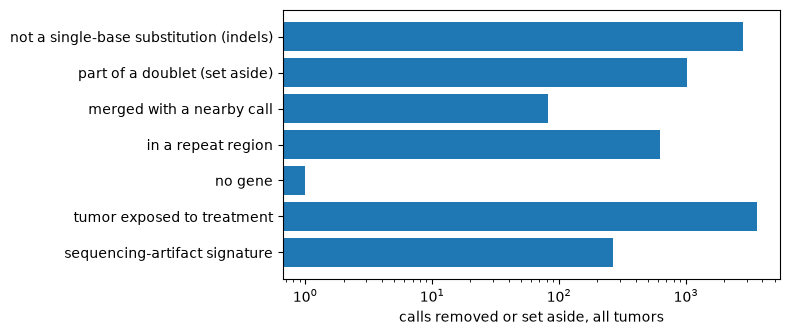 not a single-base substitution (indels)
part of a doublet (set aside)
merged with a nearby call
in a repeat region
no gene
tumor exposed to treatment
sequencing-artifact signature
10⁰ 10¹ 10² 10³
calls removed or set aside, all tumors